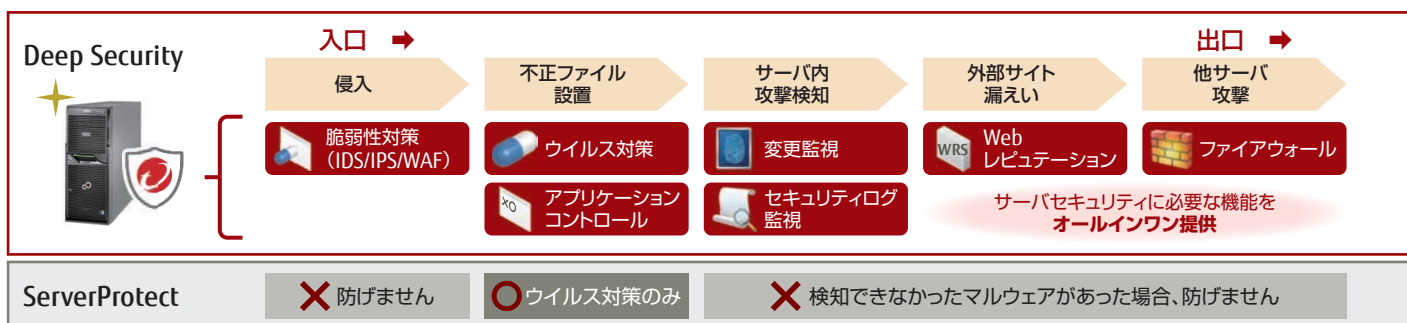 Deep Security
入口 ➡
出口 ➡
侵入
不正ファイル
設置
サーバ内
攻撃検知
外部サイト
漏えい
他サーバ
攻撃
脆弱性対策
（IDS/IPS/WAF）
ウイルス対策
アプリケーション
コントロール
変更監視
セキュリティログ
監視
WRS
Web
レピュテーション
ファイアウォール
サーバセキュリティに必要な機能を
オールインワン提供
ServerProtect
防げません
ウイルス対策のみ
検知できなかったマルウェアがあった場合、防げません